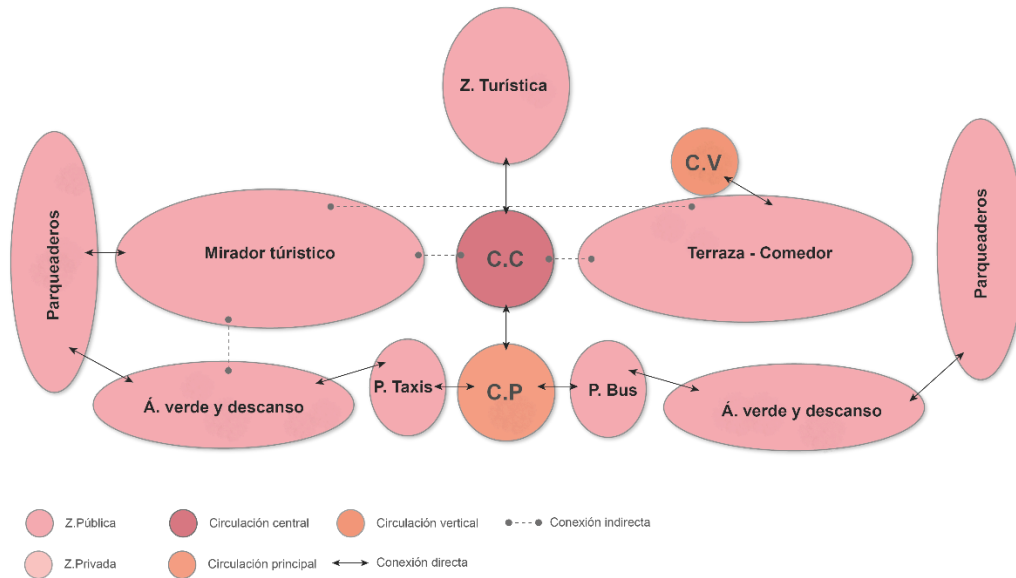 Z. Turística
C.V
Parqueaderos
Mirador túristico
C.C
Terraza - Comedor
Parqueaderos
Á. verde y descanso
P. Taxis
C.P
P. Bus
Á. verde y descanso
Z.Pública
Circulación central
Circulación vertical
Conexión indirecta
Z.Privada
Circulación principal
Conexión directa